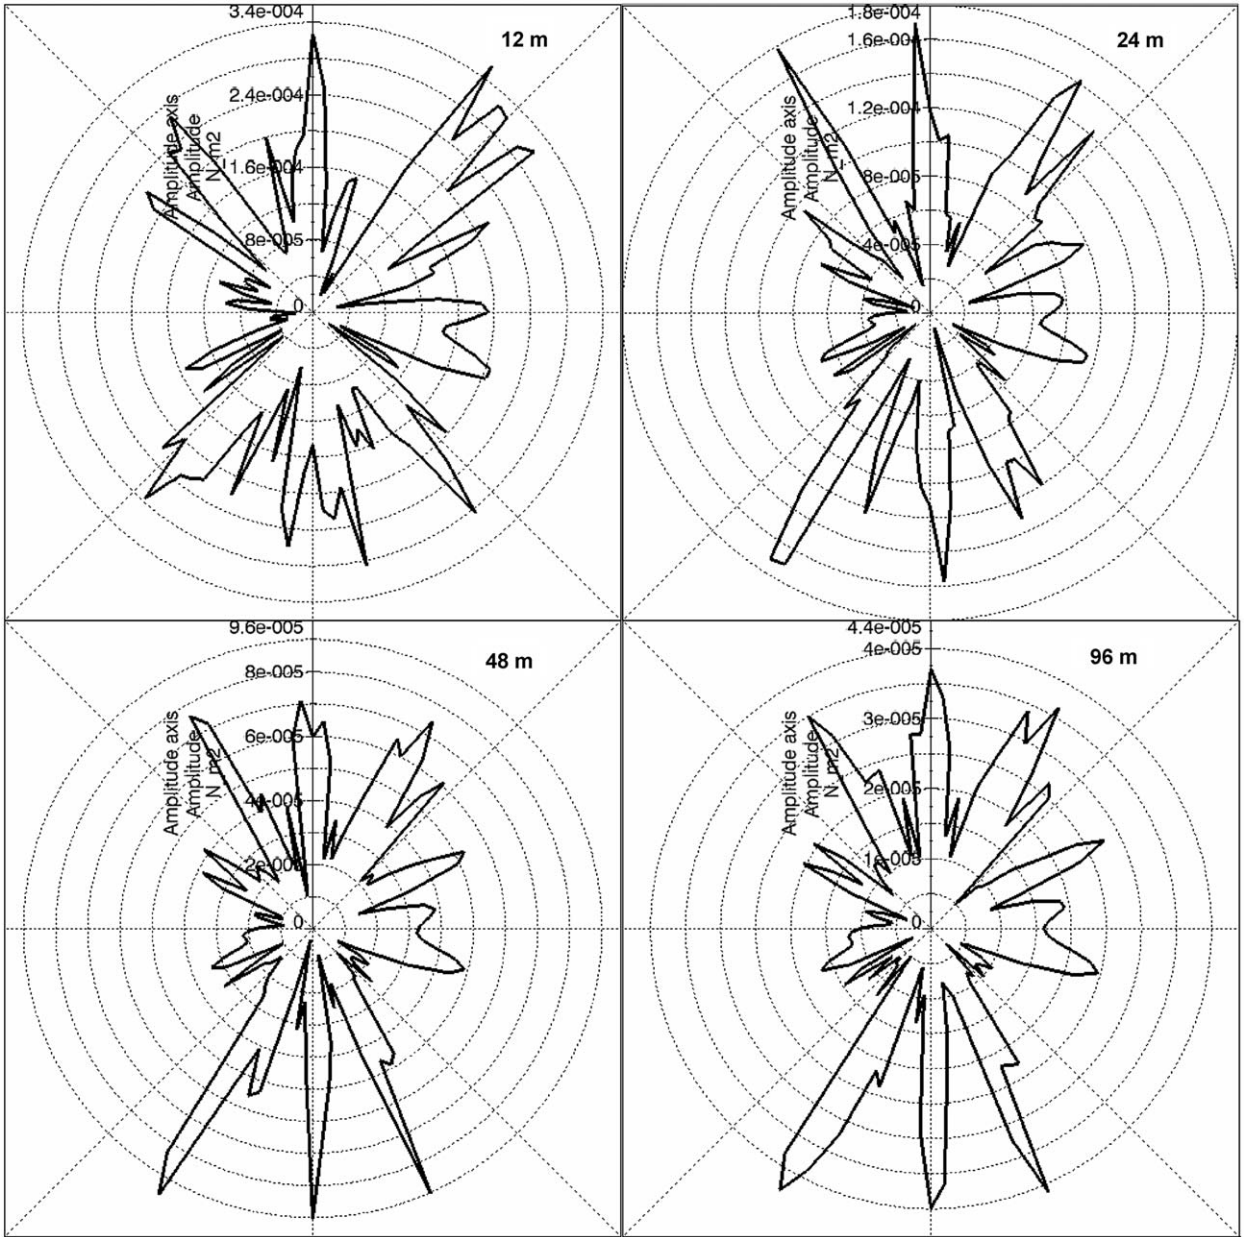 3.4e-004
12 m
2.4e-004
1.6e-004
8e-005
0
Amplitude axis
Amplitude
N_m2
1.8e-004
24 m
1.6e-004
1.2e-004
8e-005
4e-005
0
Amplitude axis
Amplitude
N_m2
9.6e-005
48 m
8e-005
6e-005
4e-005
2e-005
0
Amplitude axis
Amplitude
N_m2
4.4e-005
96 m
4e-005
3e-005
2e-005
1e-005
0
Amplitude axis
Amplitude
N_m2